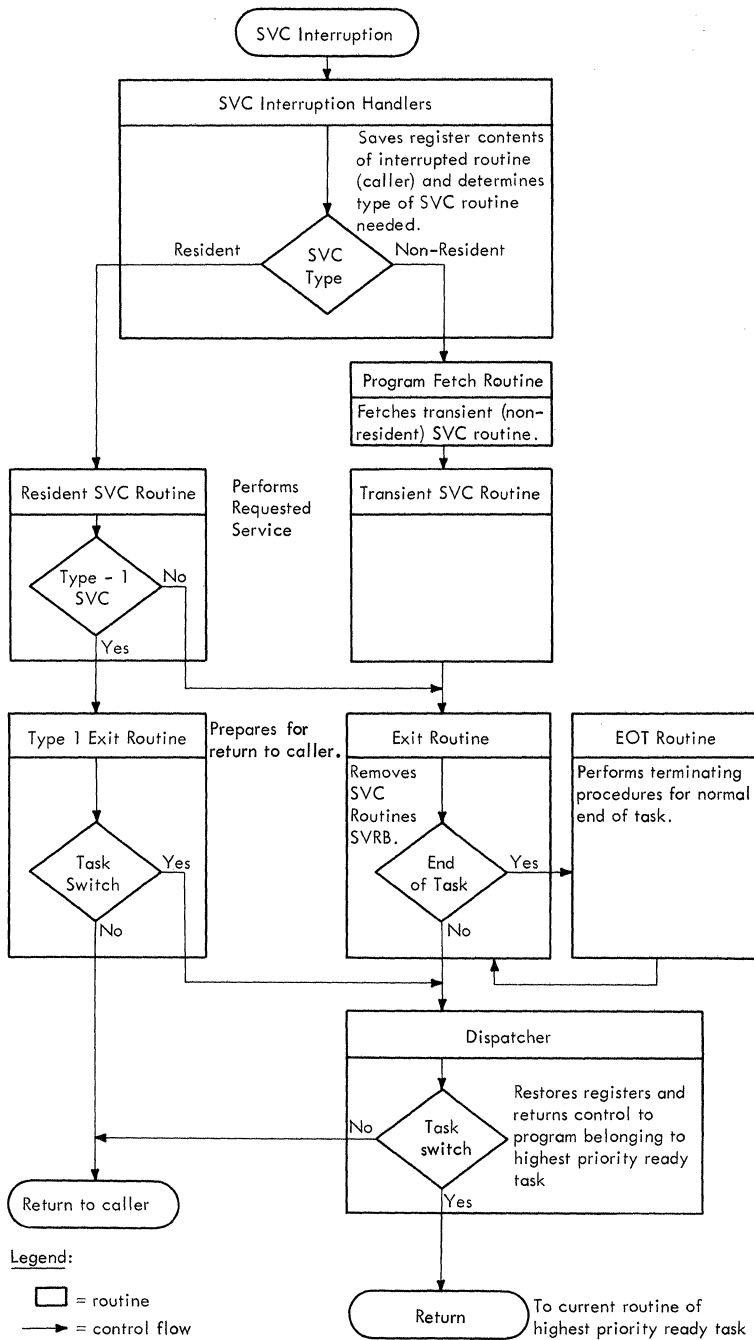 SVC Interruption
SVC Interruption Handlers
Saves register contents
of interrupted routine
(caller) and determines
type of SVC routine
needed.
Resident
SVC
Type
Non-Resident
Program Fetch Routine
Fetches transient (non-
resident) SVC routine.
Resident SVC Routine
Performs
Requested
Service
Transient SVC Routine
Type - 1
SVC
No
Yes
Type 1 Exit Routine
Prepares for
return to caller.
Exit Routine
EOT Routine
Removes
SVC
Routines
SVRB.
Performs terminating
procedures for normal
end of task.
Task
Switch
Yes
No
End
of Task
Yes
No
Dispatcher
Restores registers and
returns control to
program belonging to
highest priority ready
task
No
Task
switch
Yes
Return to caller
Legend:
= routine
= control flow
Return
To current routine of
highest priority ready task